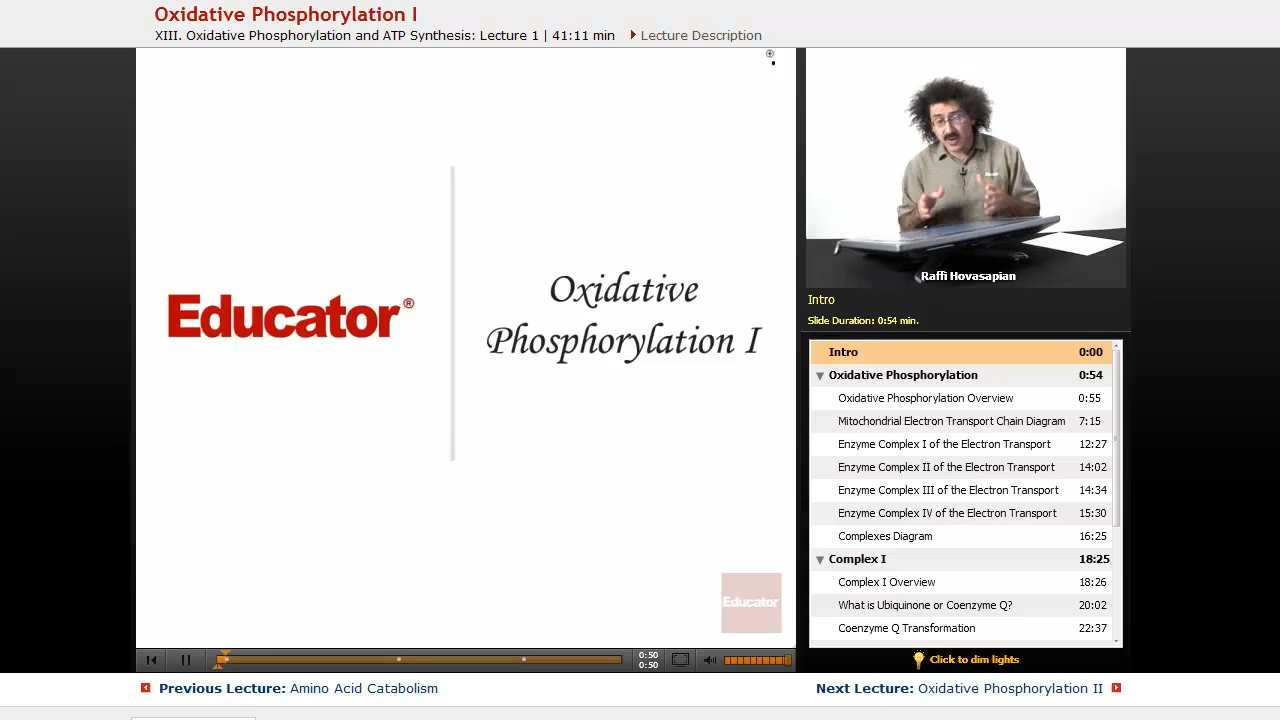 Oxidative Phosphorylation I
XIII. Oxidative Phosphorylation and ATP Synthesis: Lecture 1 | 41:11 min
Lecture Description
Educator®
Oxidative
Phosphorylation I
Educator
Raffi Hovasapian
Intro
Slide Duration: 0:54 min.
Intro 0:00
Oxidative Phosphorylation 0:54
Oxidative Phosphorylation Overview 0:55
Mitochondrial Electron Transport Chain Diagram 7:15
Enzyme Complex I of the Electron Transport 12:27
Enzyme Complex II of the Electron Transport 14:02
Enzyme Complex III of the Electron Transport 14:34
Enzyme Complex IV of the Electron Transport 15:30
Complexes Diagram 16:25
Complex I 18:25
Complex I Overview 18:26
What is Ubiquinone or Coenzyme Q? 20:02
Coenzyme Q Transformation 22:37
0:50
0:50
Click to dim lights
Previous Lecture: Amino Acid Catabolism
Next Lecture: Oxidative Phosphorylation II